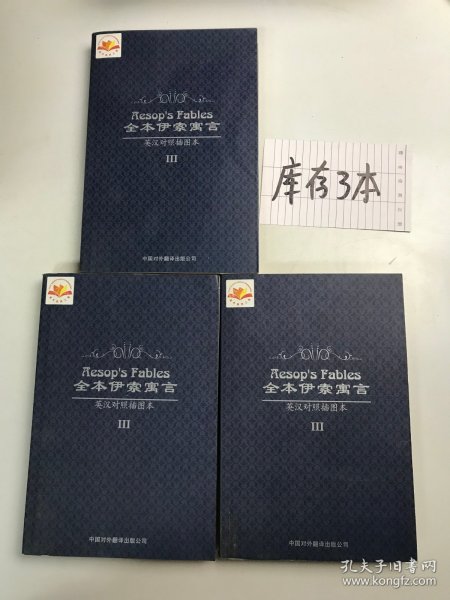 Aesop's Fables
全本伊索寓言
英汉对照插图本
III
中国对外翻译出版公司
库存3本
Aesop's Fables
全本伊索寓言
英汉对照插图本
III
中国对外翻译出版公司
Aesop's Fables
全本伊索寓言
英汉对照插图本
III
中国对外翻译出版公司
孔夫子旧书网
www.kongfz.com